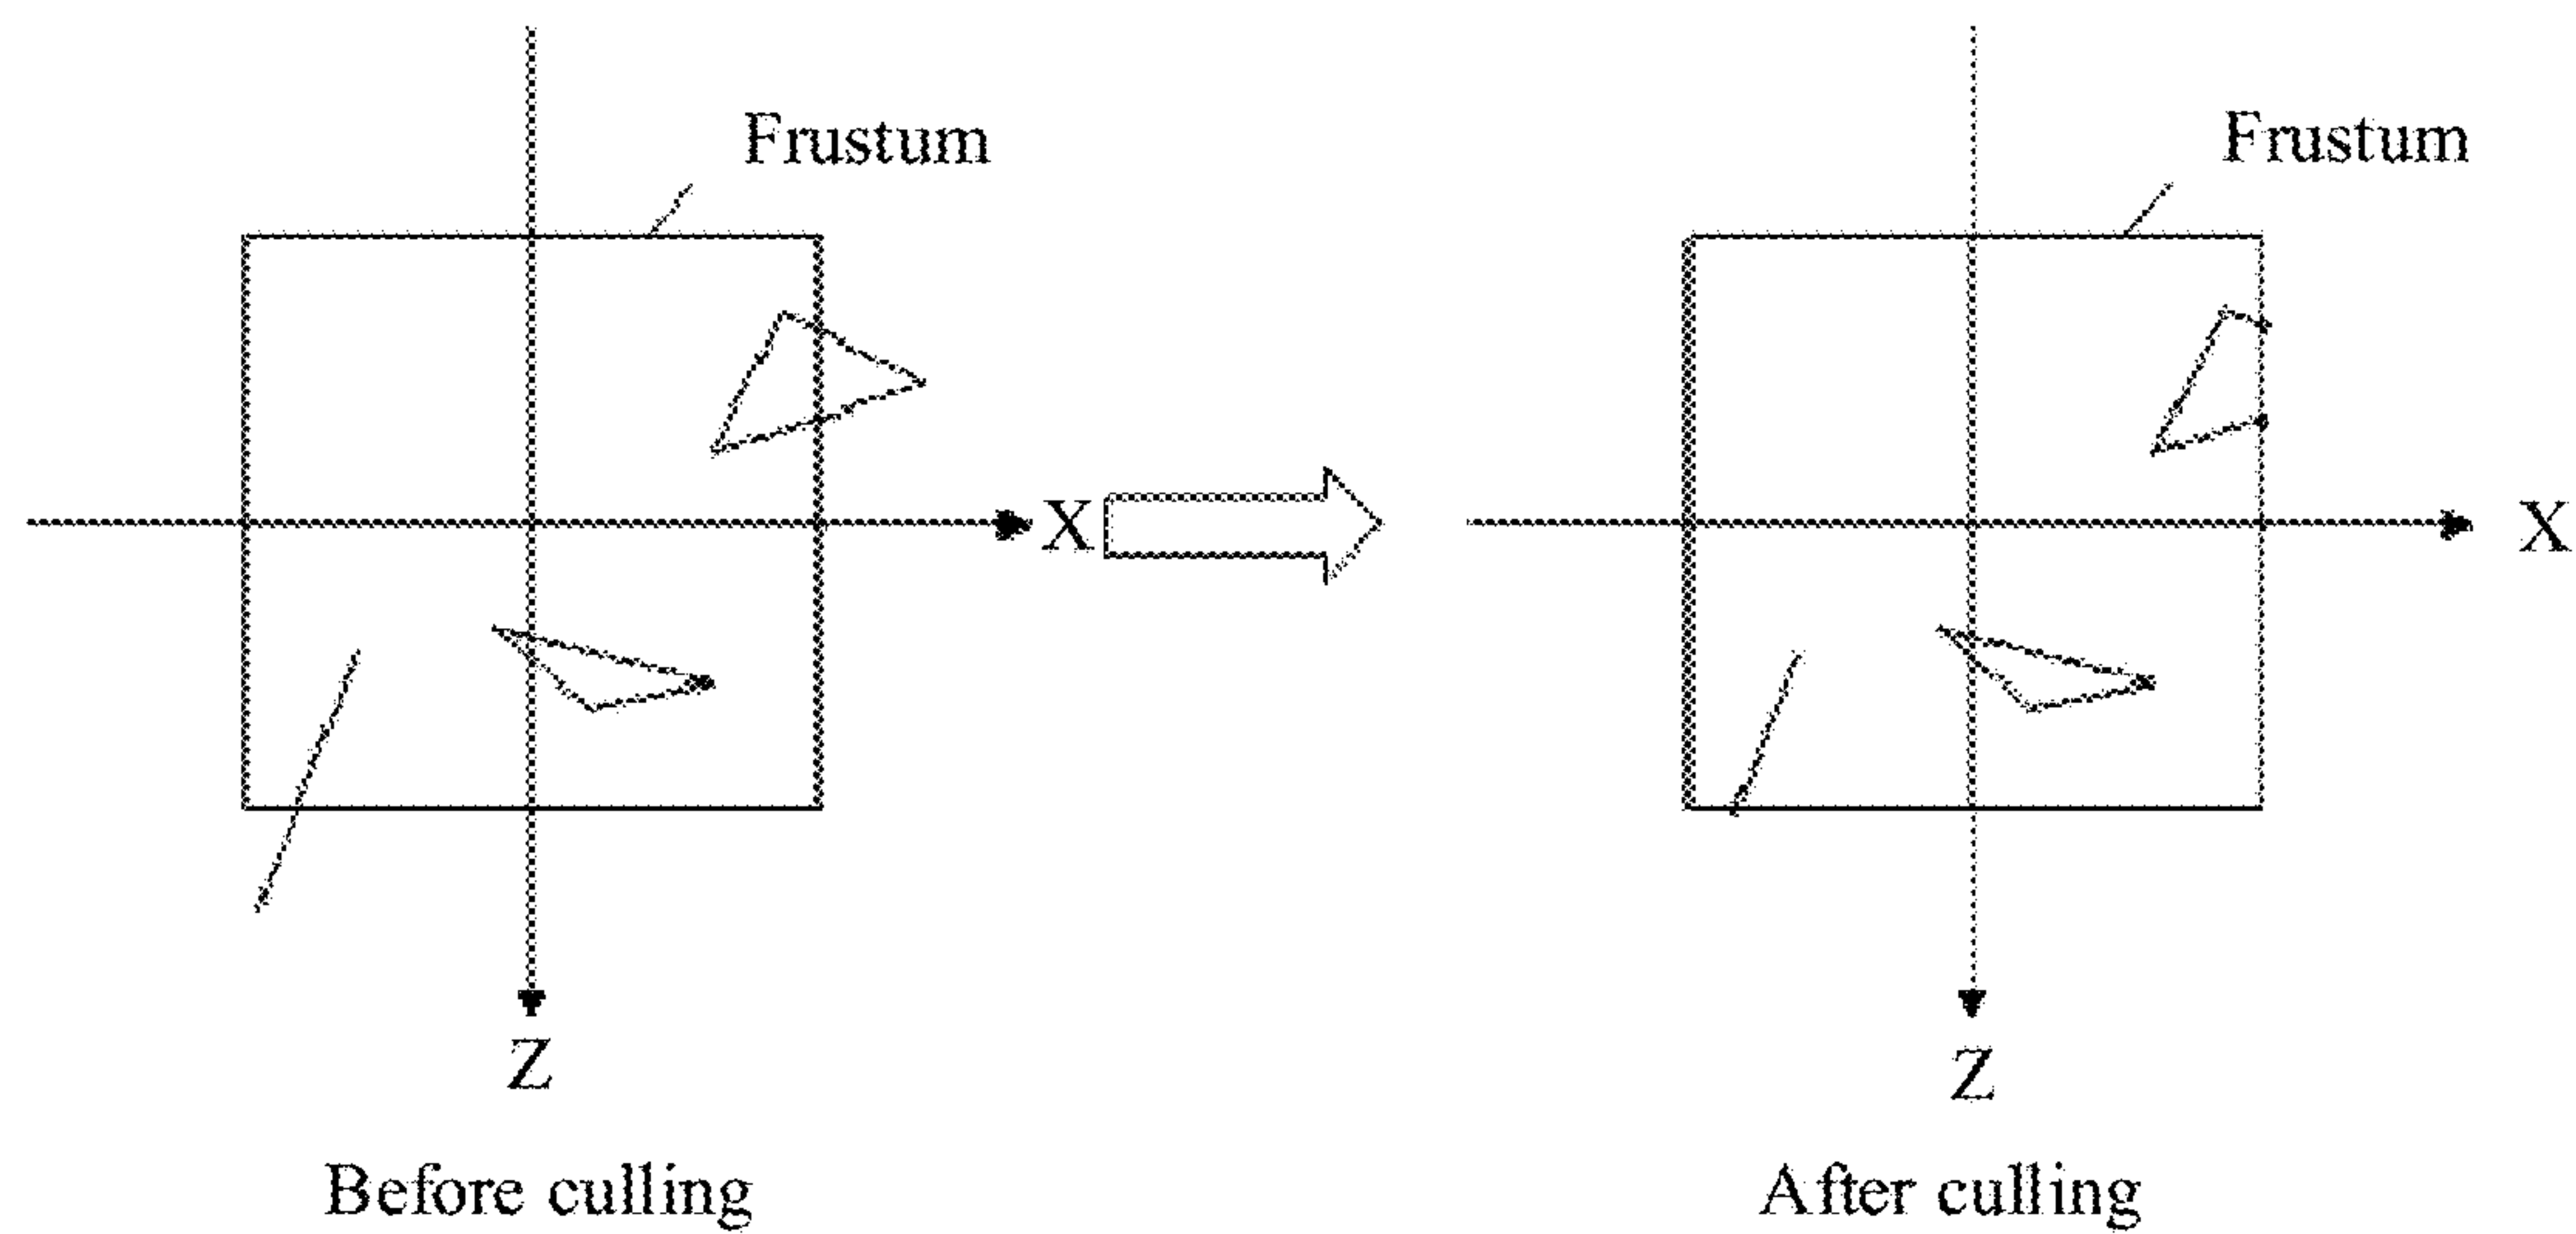 Frustum
Frustum
X
X
Z
Z
Before culling
After culling